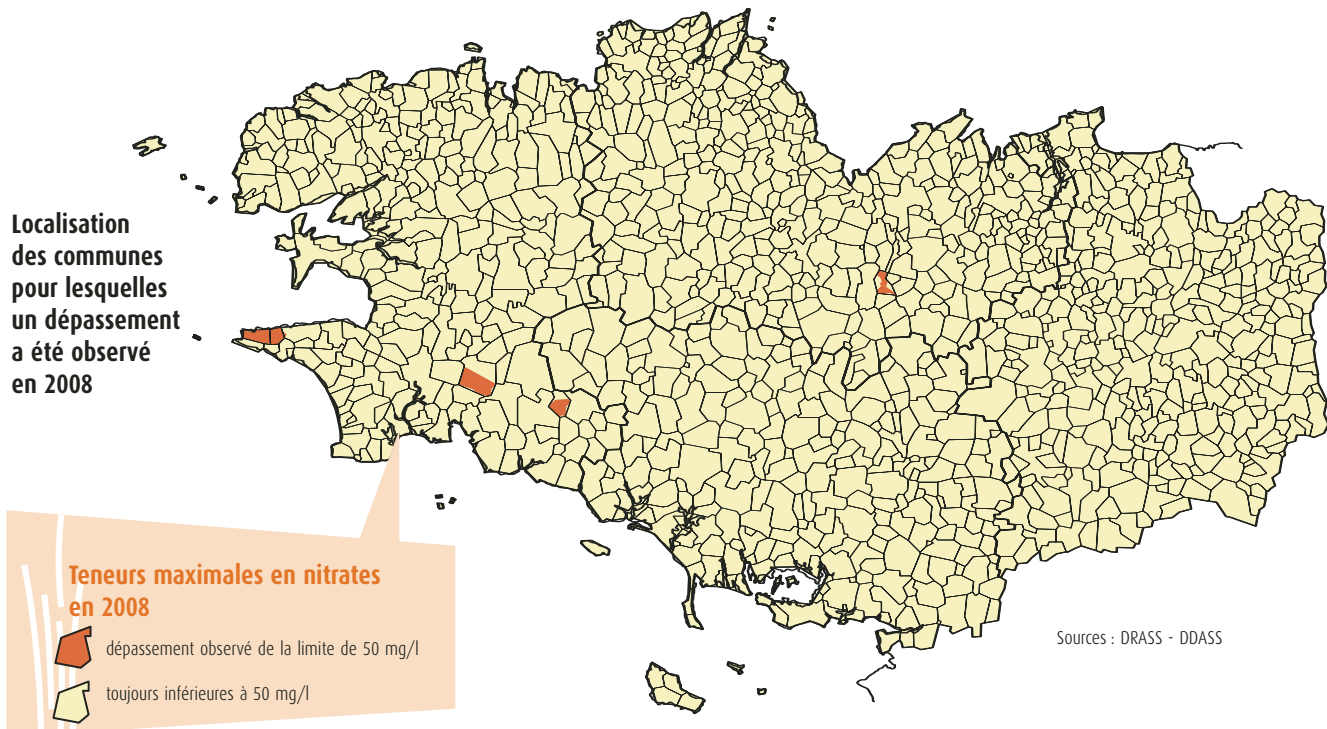 Localisation
des communes
pour lesquelles
un dépassement
a été observé
en 2008
Teneurs maximales en nitrates
en 2008
dépassement observé de la limite de 50 mg/l
toujours inférieures à 50 mg/l
Sources : DRASS - DDASS